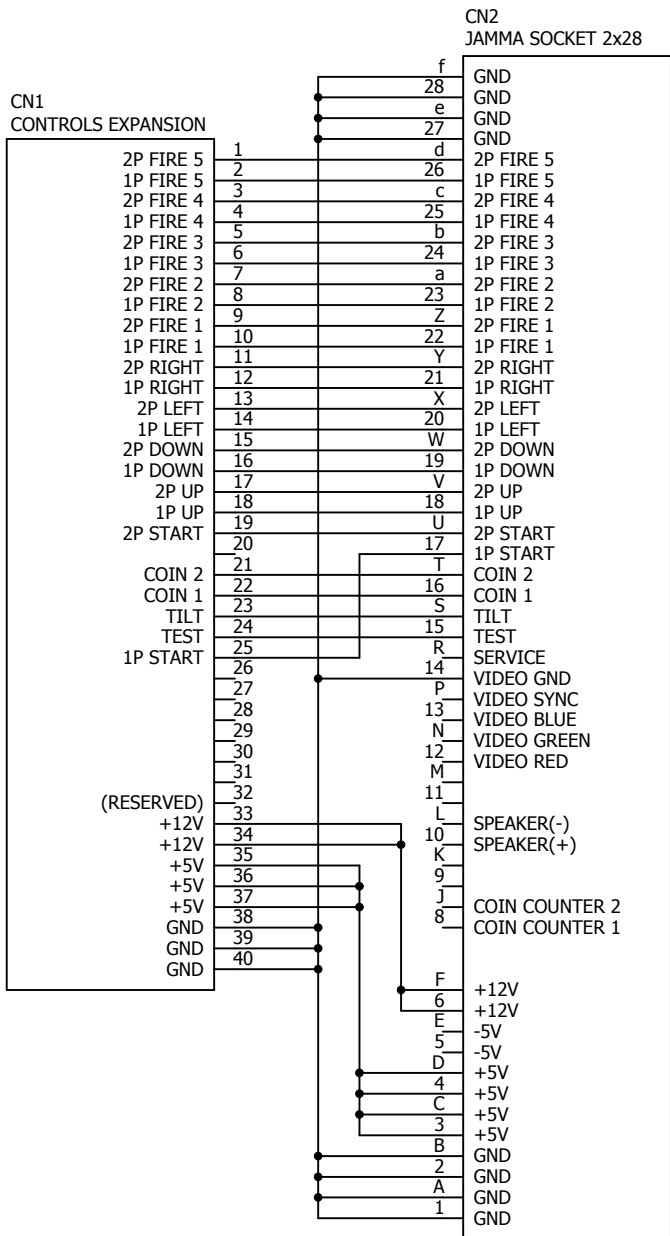 CN2
JAMMA SOCKET 2x28
f GND
28 GND
e GND
27 GND
CN1
CONTROLS EXPANSION
2P FIRE 5 1 d 2P FIRE 5
1P FIRE 5 2 26 1P FIRE 5
2P FIRE 4 3 c 2P FIRE 4
1P FIRE 4 4 25 1P FIRE 4
2P FIRE 3 5 b 2P FIRE 3
1P FIRE 3 6 24 1P FIRE 3
2P FIRE 2 7 a 2P FIRE 2
1P FIRE 2 8 23 1P FIRE 2
2P FIRE 1 9 Z 2P FIRE 1
1P FIRE 1 10 22 1P FIRE 1
2P RIGHT 11 Y 2P RIGHT
1P RIGHT 12 21 1P RIGHT
2P LEFT 13 X 2P LEFT
1P LEFT 14 20 1P LEFT
2P DOWN 15 W 2P DOWN
1P DOWN 16 19 1P DOWN
2P UP 17 V 2P UP
1P UP 18 18 1P UP
2P START 19 U 2P START
20 17 1P START
COIN 2 21 T COIN 2
COIN 1 22 16 COIN 1
TILT 23 S TILT
TEST 24 15 TEST
1P START 25 R SERVICE
26 14 VIDEO GND
27 P VIDEO SYNC
28 13 VIDEO BLUE
29 N VIDEO GREEN
30 12 VIDEO RED
31 M
(RESERVED) 32 11
+12V 33 L SPEAKER(-)
+12V 34 10 SPEAKER(+)
+5V 35 K
+5V 36 9
+5V 37 J COIN COUNTER 2
GND 38 8 COIN COUNTER 1
GND 39
GND 40
F +12V
6 +12V
E -5V
5 -5V
D +5V
4 +5V
C +5V
3 +5V
B GND
2 GND
A GND
1 GND